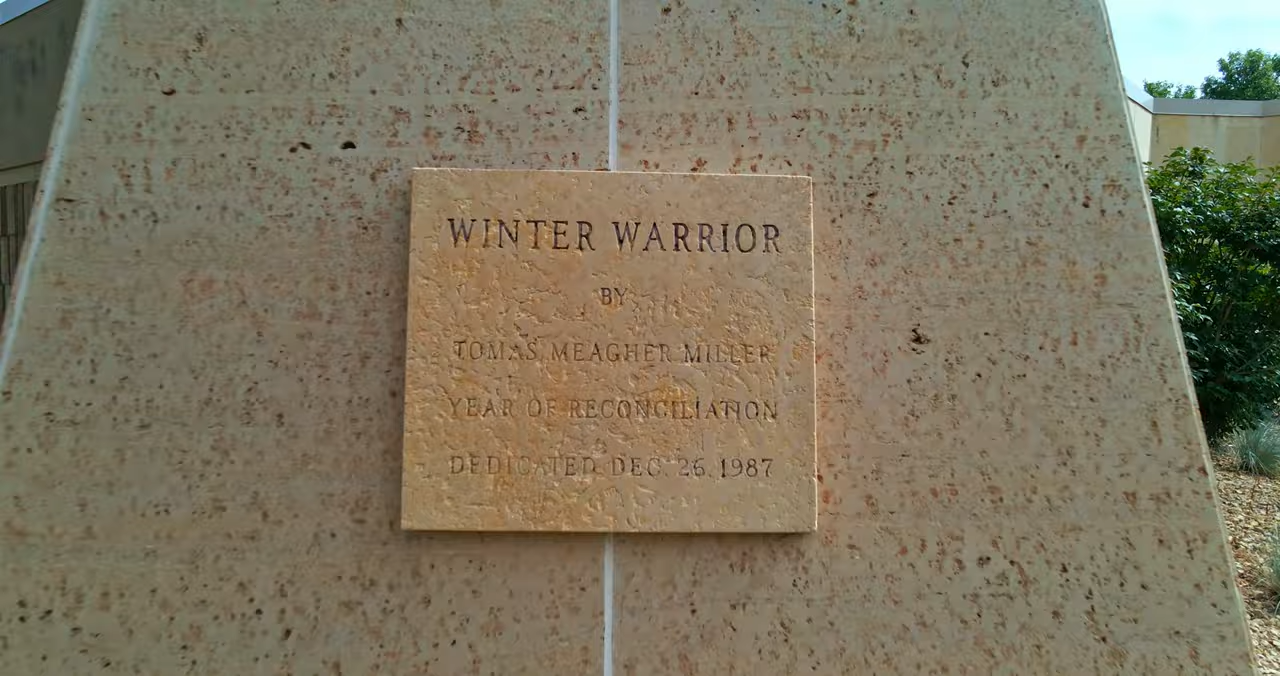 WINTER WARRIOR
BY
TOMAS MEAGHER MILLER
YEAR OF RECONCILIATION
DEDICATED DEC. 26, 1987